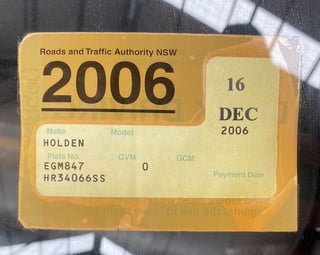 Roads and Traffic Authority NSW
2006
16
DEC
2006
Make Model
HOLDEN
Plate No. GVM GCM
EGM847 0
HR34066SS
Payment Date